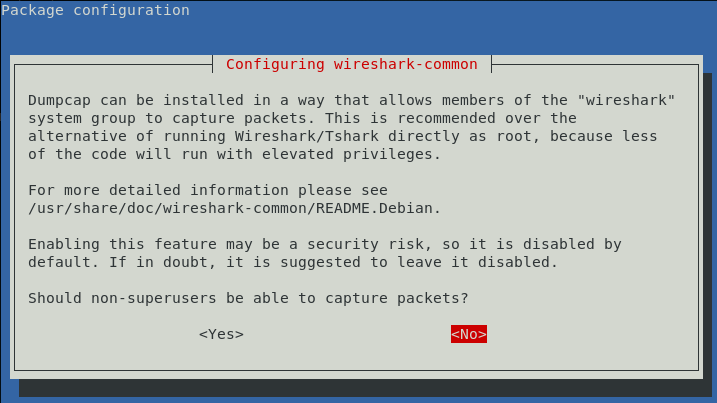 Package configuration
Configuring wireshark-common
Dumpcap can be installed in a way that allows members of the "wireshark"
system group to capture packets. This is recommended over the
alternative of running Wireshark/Tshark directly as root, because less
of the code will run with elevated privileges.
For more detailed information please see
/usr/share/doc/wireshark-common/README.Debian.
Enabling this feature may be a security risk, so it is disabled by
default. If in doubt, it is suggested to leave it disabled.
Should non-superusers be able to capture packets?
<Yes> <No>